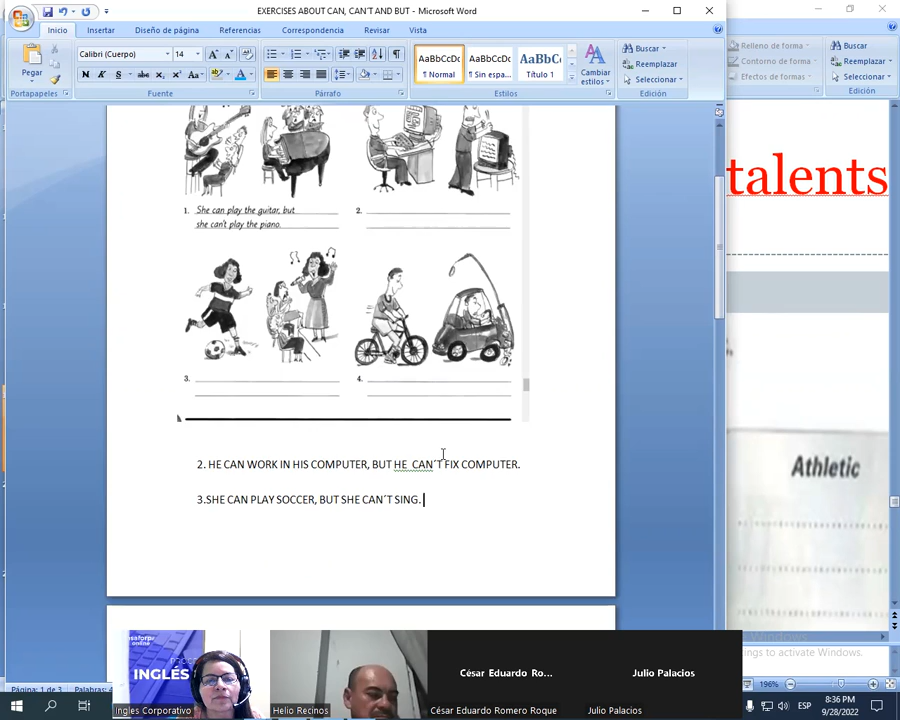 EXERCISES ABOUT CAN, CAN'T AND BUT - Microsoft Word
Inicio Insertar Diseño de página Referencias Correspondencia Revisar Vista
Pegar
Calibri (Cuerpo) 14
AaBbCcDc AaBbCcDc AaBbC
¶ Normal ¶ Sin espa... Título 1
Cambiar estilos
Buscar
Reemplazar
Seleccionar
Portapapeles Fuente Párrafo Estilos Edición
Relleno de forma
Contorno de forma
Efectos de formas
Buscar
Reemplazar
Seleccionar
Edición
talents
Athletic
1. She can play the guitar, but
she can't play the piano.
2.
3.
4.
2. HE CAN WORK IN HIS COMPUTER, BUT HE CAN´T FIX COMPUTER.
3.SHE CAN PLAY SOCCER, BUT SHE CAN´T SING.
INGLÉS
Ingles Corporativo
Helio Recinos
César Eduardo Ro...
César Eduardo Romero Roque
Julio Palacios
Julio Palacios
Página: 1 de 3
ings to activate Windows.
196%
ESP
8:36 PM
9/28/2022